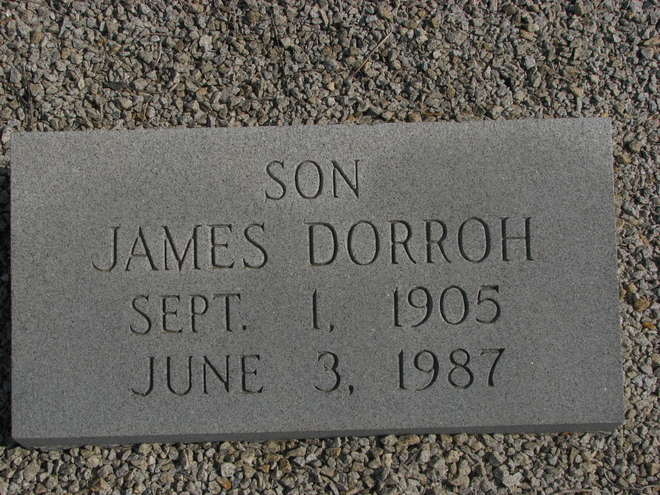 SON
JAMES DORROH
SEPT. 1, 1905
JUNE 3, 1987